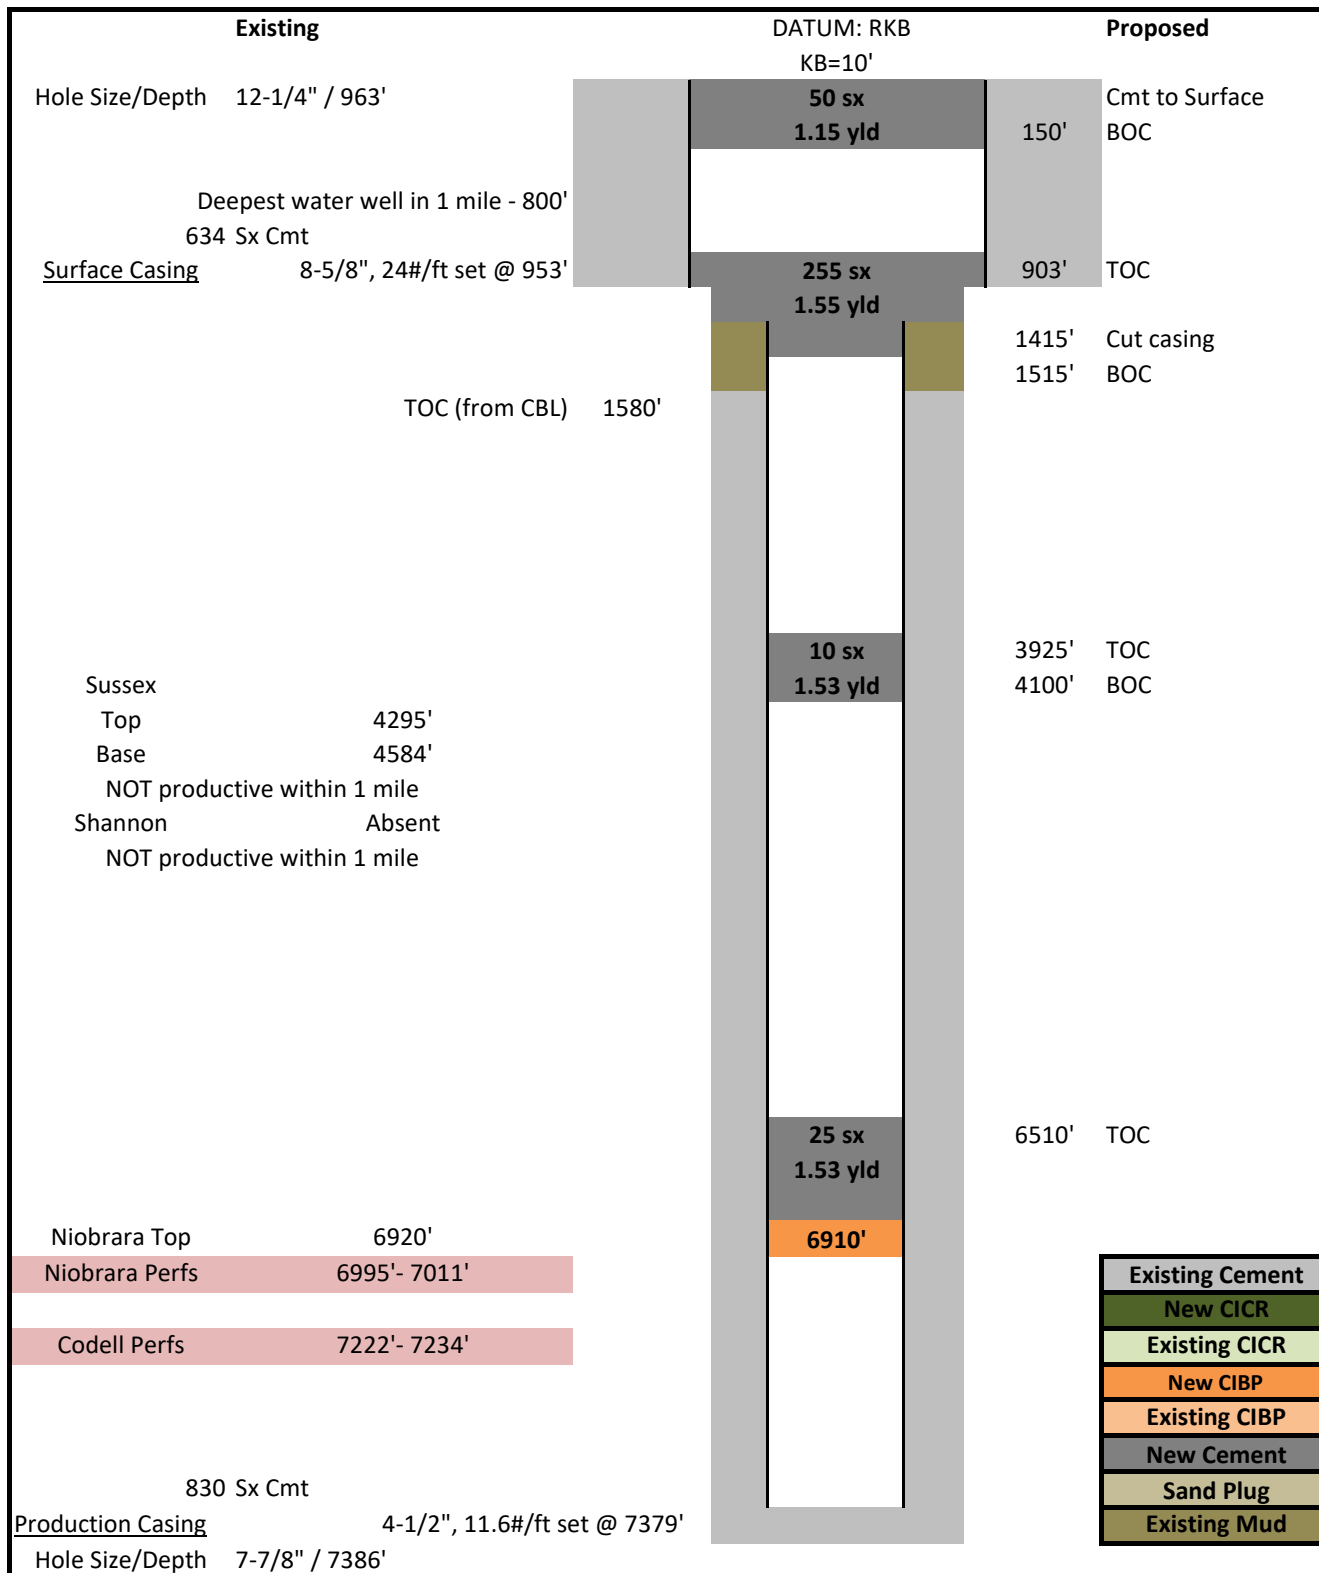 Existing DATUM: RKB Proposed
KB=10'
Hole Size/Depth 12-1/4" / 963' 50 sx Cmt to Surface
1.15 yld 150' BOC
Deepest water well in 1 mile - 800'
634 Sx Cmt
Surface Casing 8-5/8", 24#/ft set @ 953' 255 sx 903' TOC
1.55 yld
1415' Cut casing
1515' BOC
TOC (from CBL) 1580'
10 sx 3925' TOC
Sussex 1.53 yld 4100' BOC
Top 4295'
Base 4584'
NOT productive within 1 mile
Shannon Absent
NOT productive within 1 mile
25 sx 6510' TOC
1.53 yld
Niobrara Top 6920' 6910'
Niobrara Perfs 6995'- 7011' Existing Cement
New CICR
Codell Perfs 7222'- 7234' Existing CICR
New CIBP
Existing CIBP
New Cement
830 Sx Cmt Sand Plug
Production Casing 4-1/2", 11.6#/ft set @ 7379' Existing Mud
Hole Size/Depth 7-7/8" / 7386'